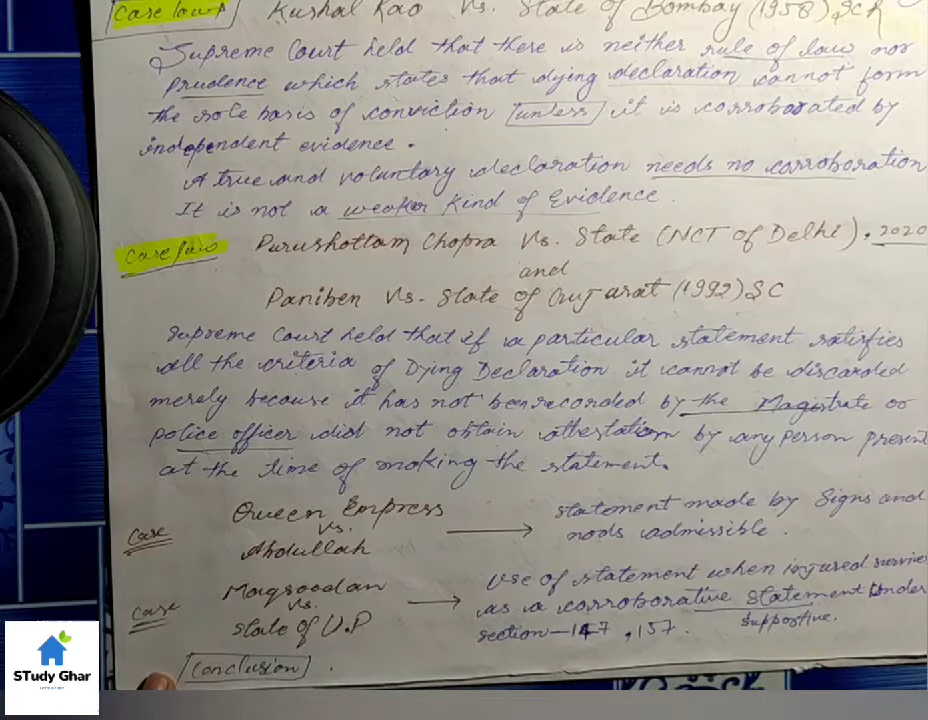 Case law Kushal Rao Vs. State of Bombay (1958) SCR
Supreme Court held that there is neither rule of law nor
prudence which states that dying declaration cannot form
the sole basis of conviction unless it is corroborated by
independent evidence.
A true and voluntary declaration needs no corroboration
It is not a weaker kind of Evidence.
Case law Purushottam Chopra Vs. State (NCT of Delhi). 2020
and
Paniben Vs. State of Gujarat (1992) SC
Supreme Court held that if a particular statement satisfies
all the criteria of Dying Declaration it cannot be discarded
merely because it has not been recorded by the Magistrate or
police officer did not obtain attestation by any person present
at the time of making the statement.
Case Queen Empress Vs. Abdullah → statement made by Signs and
nods admissible.
Case Maqsoodan Vs. State of U.P → Use of statement when injured survive
as a corroborative statement Under
section-147, 157. supportive.
Conclusion
STudy Ghar